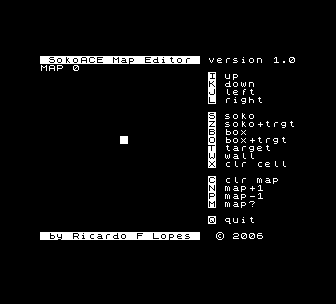 SokoACE Map Editor version 1.0
MAP 0
I up
K down
J left
L right
S soko
Z soko+trgt
B box
O box+trgt
T target
W wall
X clr cell
C clr map
N map+1
P map-1
M map?
Q quit
by Ricardo F Lopes © 2006